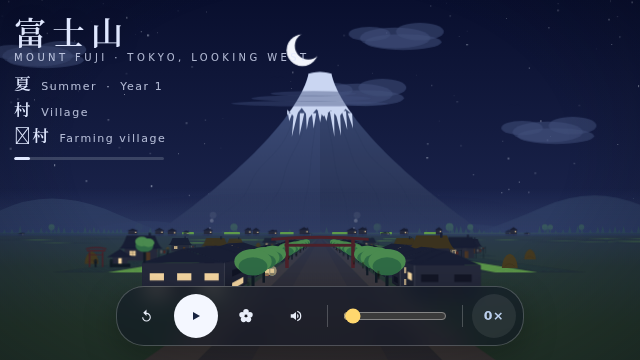 富士山
MOUNT FUJI · TOKYO, LOOKING WEST
夏 Summer · Year 1
村 Village
村 Farming village
0×